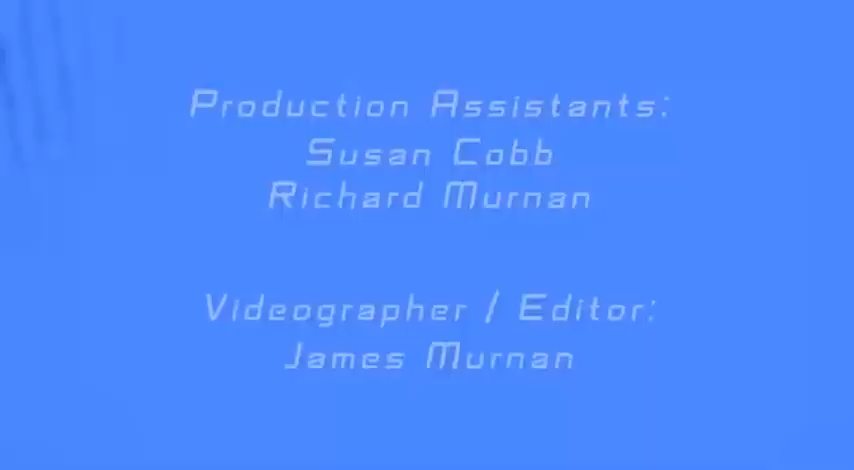 Production Assistants:
Susan Cobb
Richard Murnan
Videographer / Editor:
James Murnan